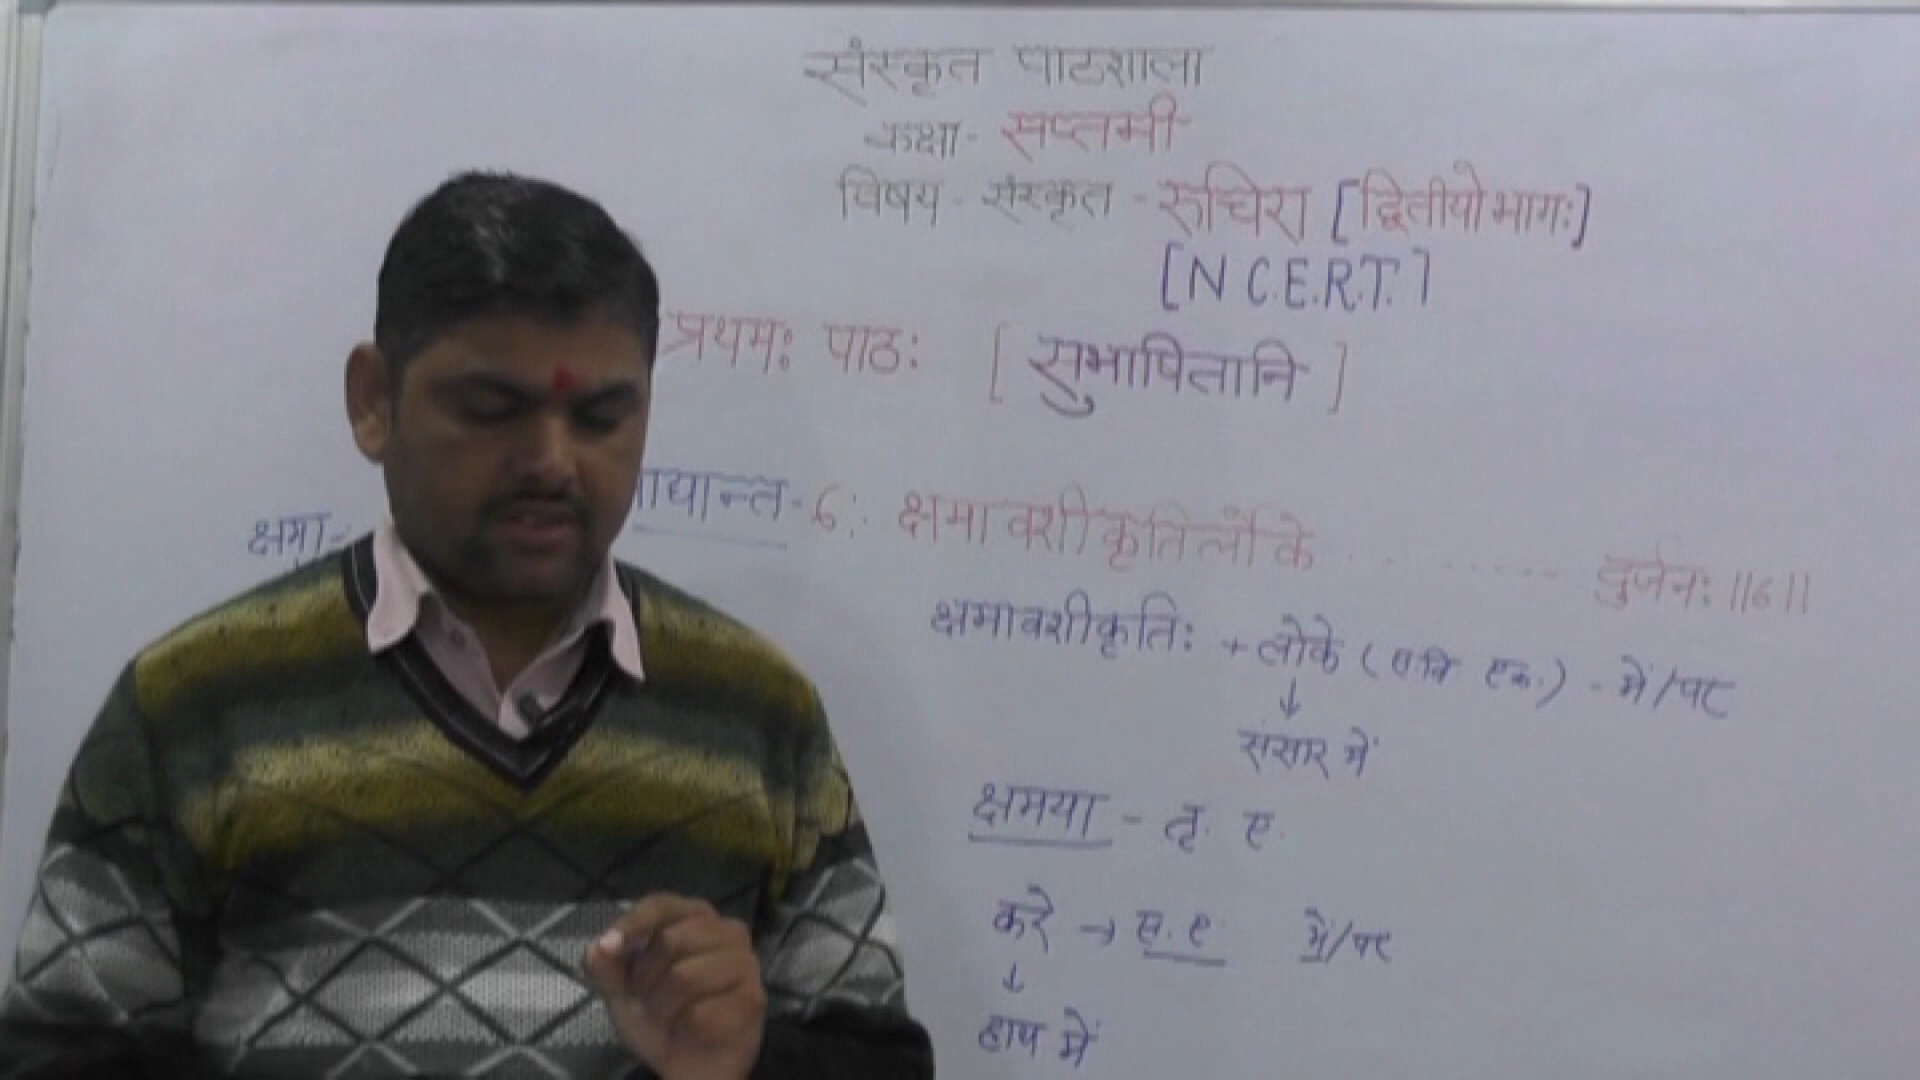 संस्कृत पाठशाला
कक्षा- सप्तमी
विषय - संस्कृत - रुचिरा [द्वितीयो भागः]
[N C.E.R.T.]
प्रथमः पाठः [सुभाषितानि]
क्षमा-
6: क्षमावशीकृतिर्लोके .......... दुर्जनः ||6||
क्षमावशीकृतिः + लोके ( एक.) - में/पर
↓
संसार में
क्षमया - तृ. ए.
करे → स. ए. में/पर
↓
हाथ में